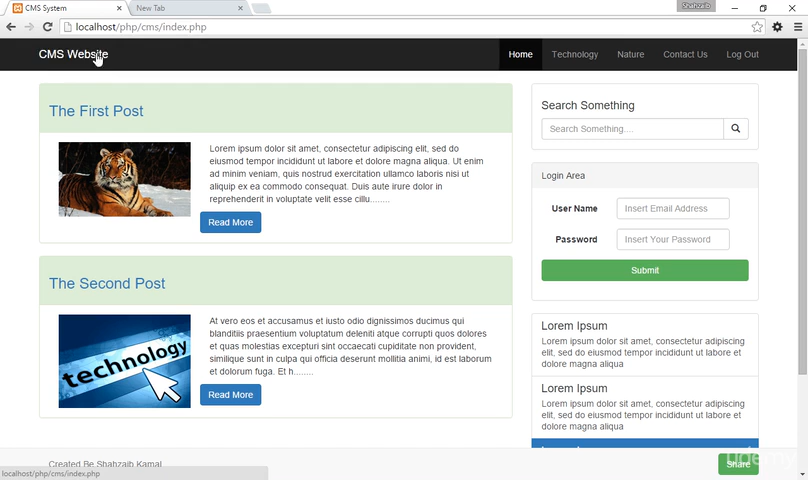 CMS System
New Tab
Shahzaib
localhost/php/cms/index.php
CMS Website
Home
Technology
Nature
Contact Us
Log Out
The First Post
Lorem ipsum dolor sit amet, consectetur adipiscing elit, sed do
eiusmod tempor incididunt ut labore et dolore magna aliqua. Ut enim
ad minim veniam, quis nostrud exercitation ullamco laboris nisi ut
aliquip ex ea commodo consequat. Duis aute irure dolor in
reprehenderit in voluptate velit esse cillu........
Read More
The Second Post
technology
At vero eos et accusamus et iusto odio dignissimos ducimus qui
blanditiis praesentium voluptatum deleniti atque corrupti quos dolores
et quas molestias excepturi sint occaecati cupiditate non provident,
similique sunt in culpa qui officia deserunt mollitia animi, id est laborum
et dolorum fuga. Et h........
Read More
Search Something
Search Something....
Login Area
User Name
Insert Email Address
Password
Insert Your Password
Submit
Lorem Ipsum
Lorem ipsum dolor sit amet, consectetur adipiscing
elit, sed do eiusmod tempor incididunt ut labore et
dolore magna aliqua
Lorem Ipsum
Lorem ipsum dolor sit amet, consectetur adipiscing
elit, sed do eiusmod tempor incididunt ut labore et
dolore magna aliqua
Created By Shahzaib Kamal
Share
udemy
localhost/php/cms/index.php